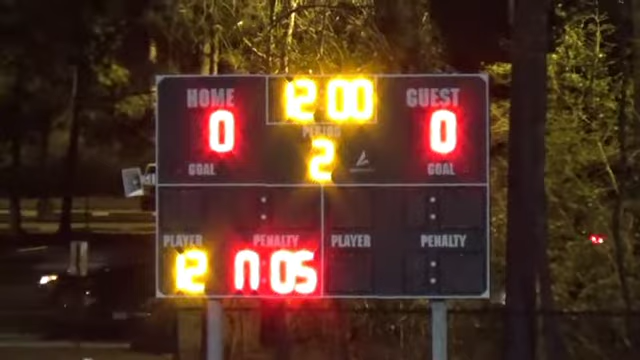 HOME 12 00 GUEST
PERIOD
0 2 0
GOAL GOAL
PLAYER PENALTY PLAYER PENALTY
12 0:05